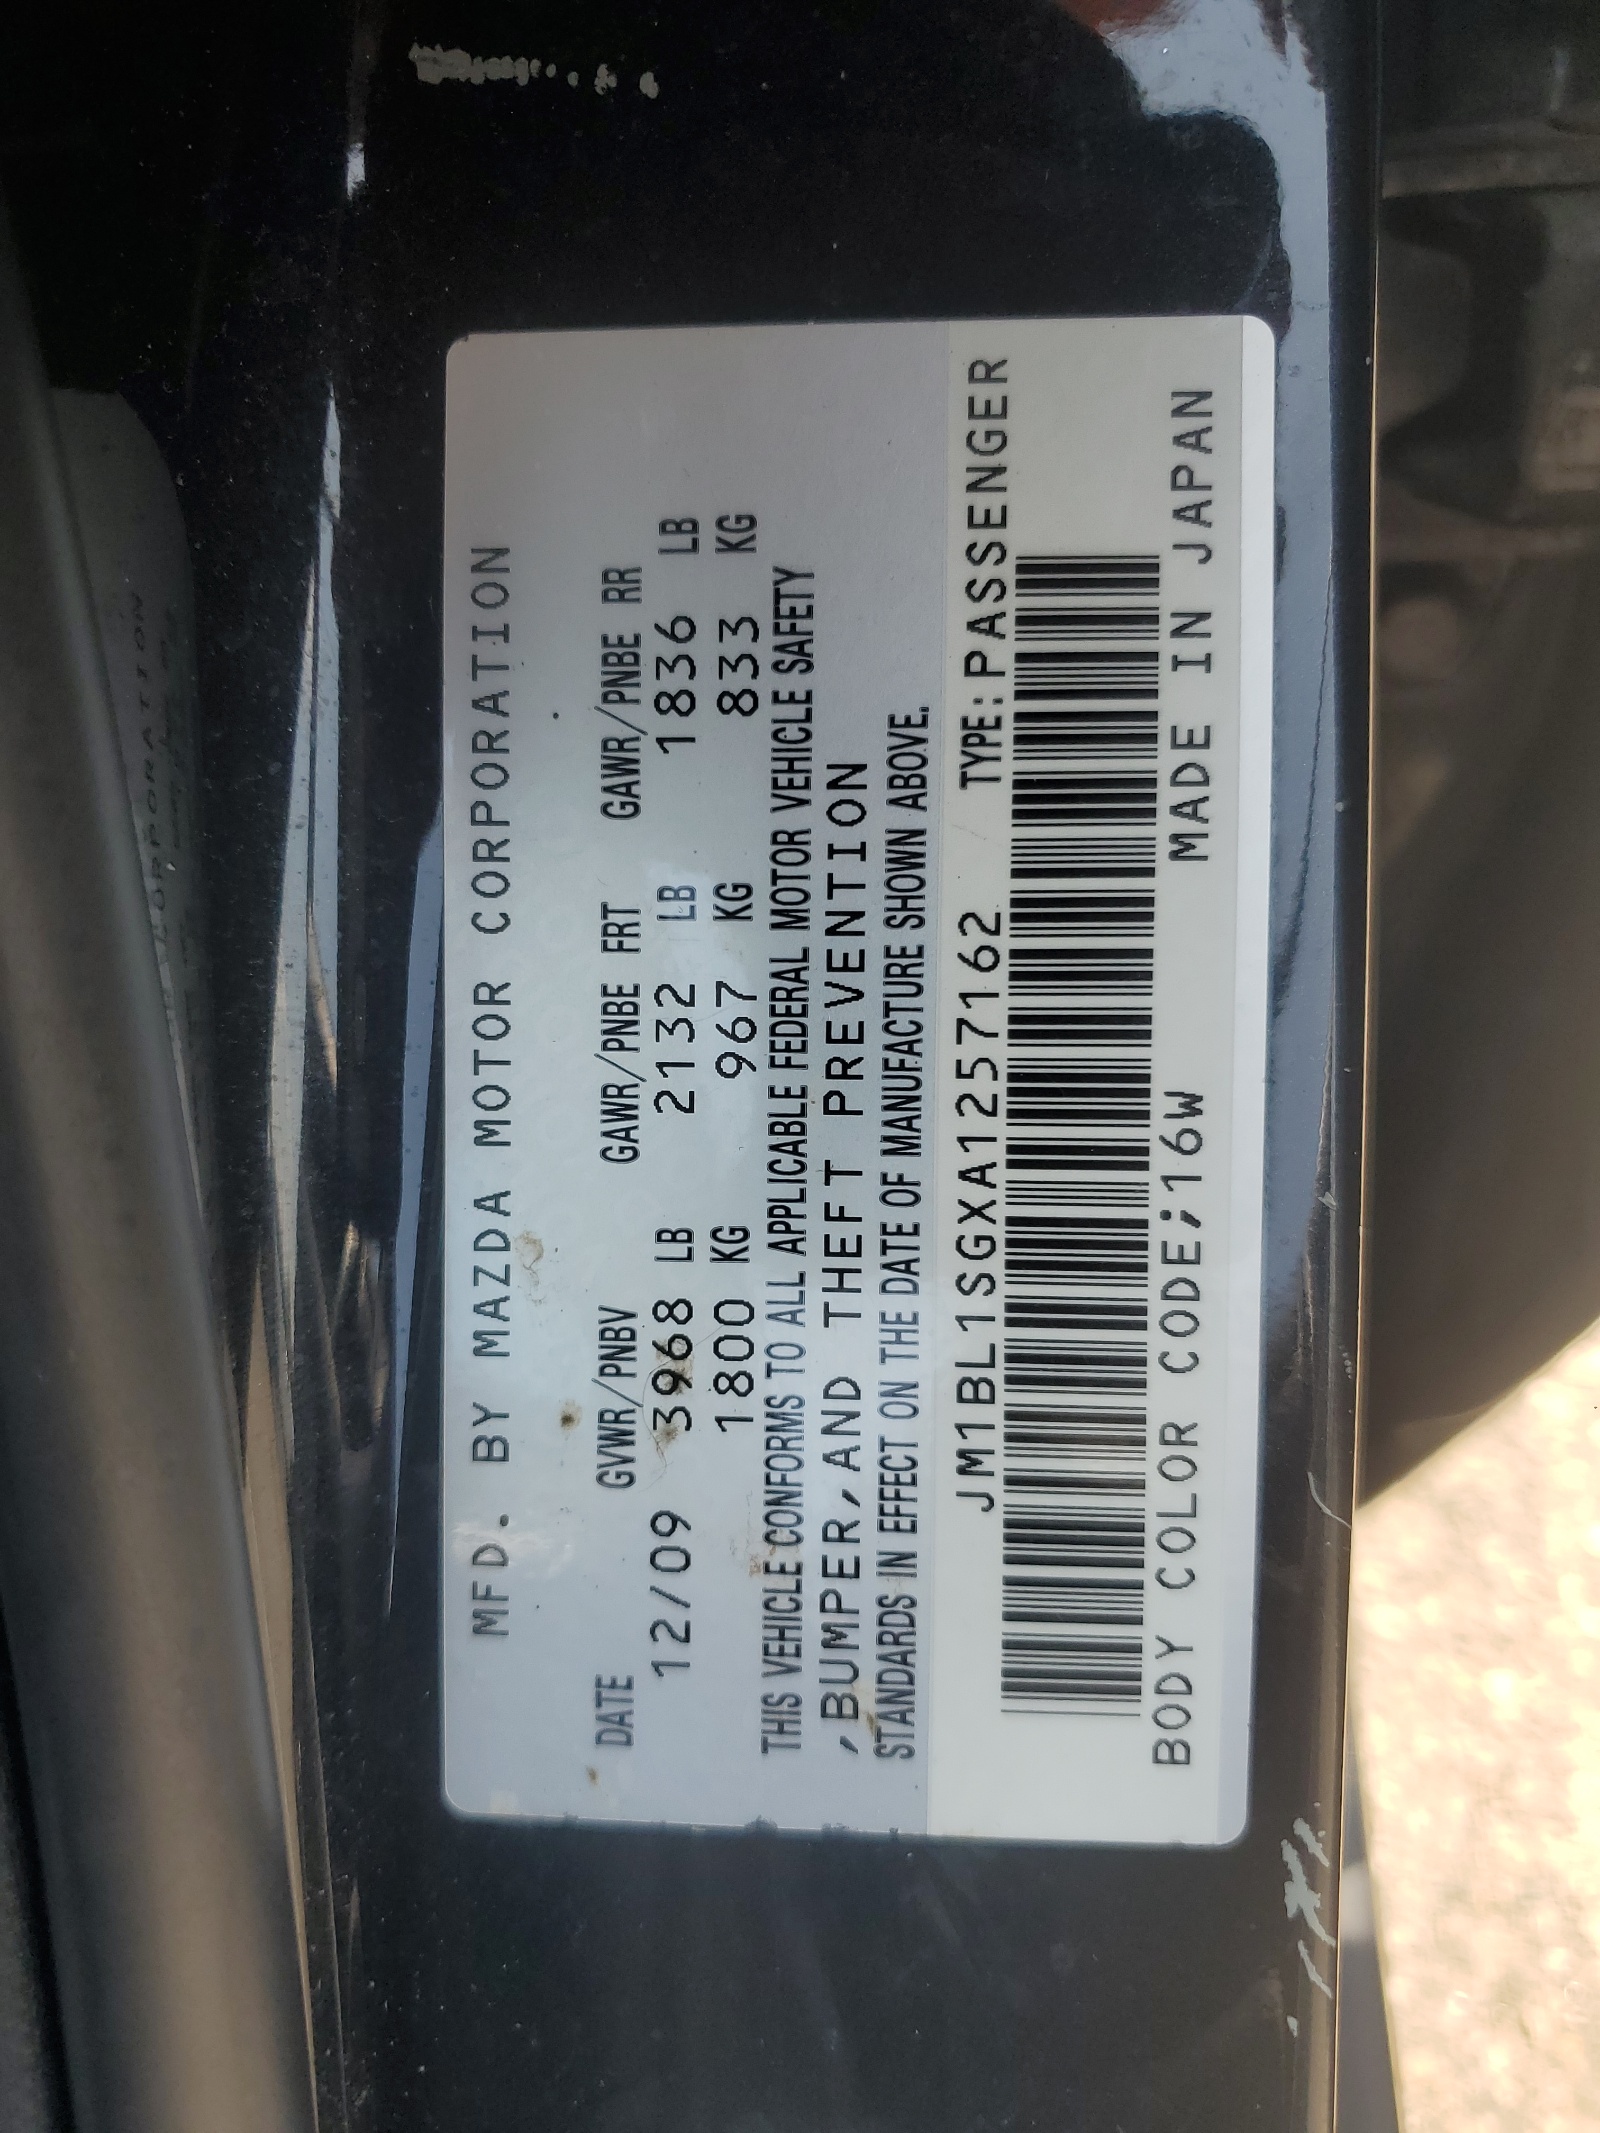 MFD. BY MAZDA MOTOR CORPORATION
DATE GVWR/PNBV GAWR/PNBE FRT GAWR/PNBE RR
12/09 3968 LB 2132 LB 1836 LB
1800 KG 967 KG 833 KG
THIS VEHICLE CONFORMS TO ALL APPLICABLE FEDERAL MOTOR VEHICLE SAFETY
,BUMPER,AND THEFT PREVENTION
STANDARDS IN EFFECT ON THE DATE OF MANUFACTURE SHOWN ABOVE.
JM1BL1SGXA1257162 TYPE:PASSENGER
BODY COLOR CODE;16W MADE IN JAPAN
CORPORATION